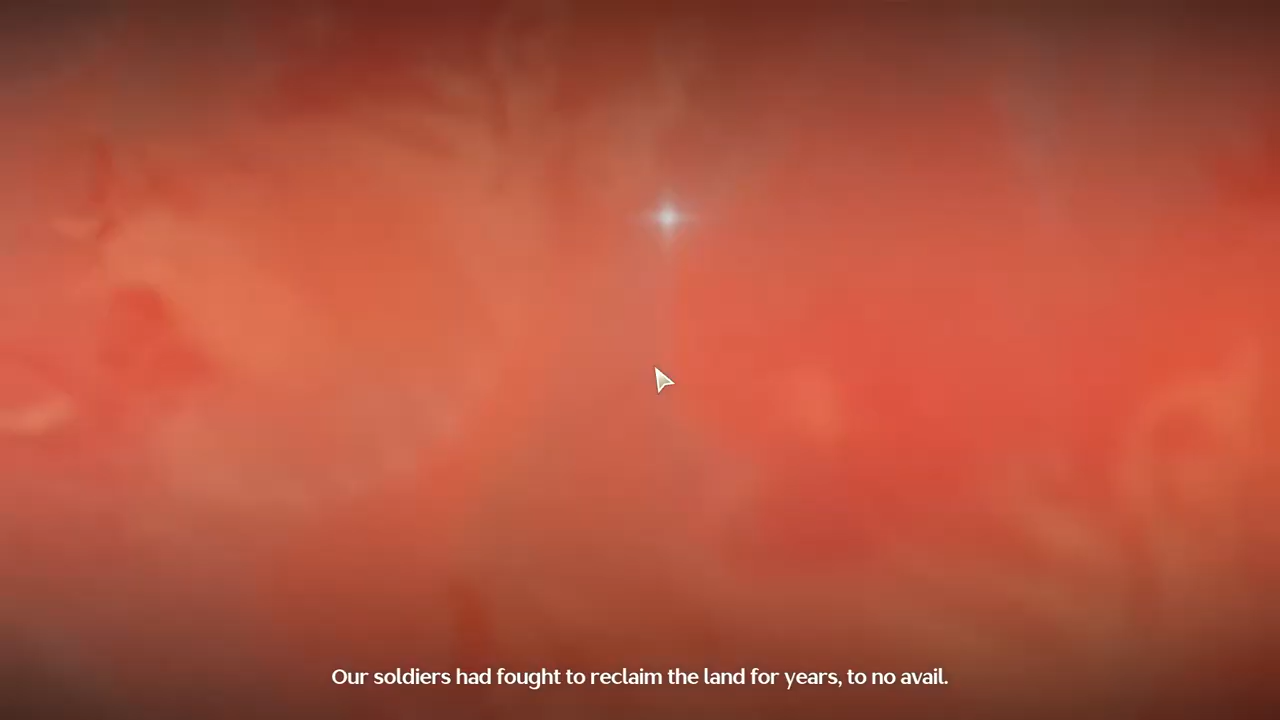 Our soldiers had fought to reclaim the land for years, to no avail.